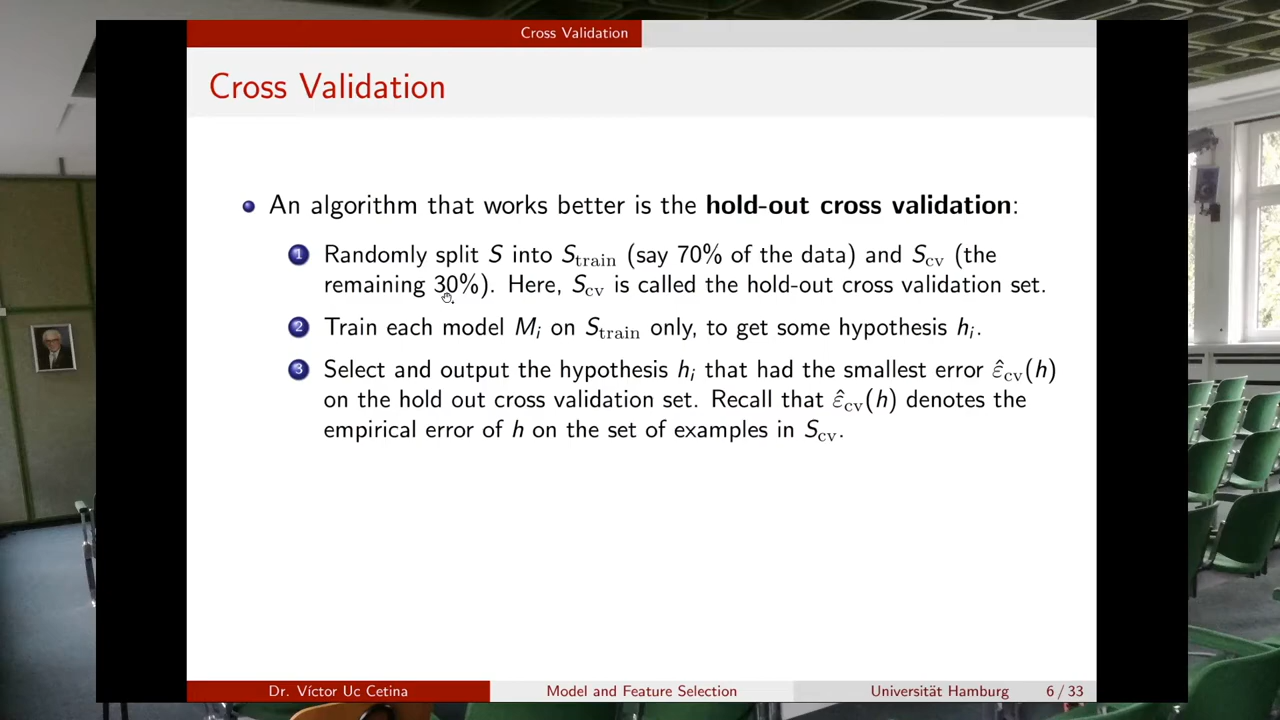 Cross Validation
Cross Validation
An algorithm that works better is the hold-out cross validation:
1 Randomly split S into S_train (say 70% of the data) and S_cv (the
remaining 30%). Here, S_cv is called the hold-out cross validation set.
2 Train each model M_i on S_train only, to get some hypothesis h_i.
3 Select and output the hypothesis h_i that had the smallest error ε̂_cv(h)
on the hold out cross validation set. Recall that ε̂_cv(h) denotes the
empirical error of h on the set of examples in S_cv.
Dr. Víctor Uc Cetina Model and Feature Selection Universität Hamburg 6 / 33